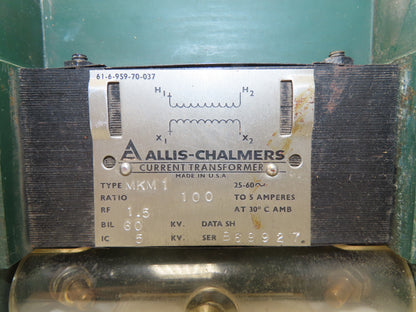 61-6-959-70-037
H1 H2
X1 X2
ALLIS-CHALMERS
CURRENT TRANSFORMER
MADE IN U.S.A.
TYPE MKM1 25-60~
RATIO 100 TO 5 AMPERES
RF 1.5 AT 30° C AMB
BIL 60 KV. DATA SH
IC 5 KV. SER 869927